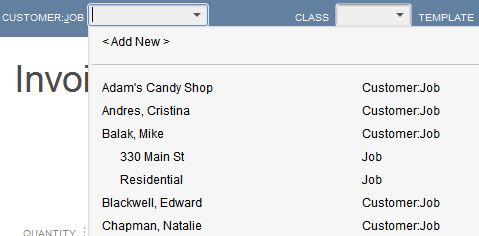 CUSTOMER:JOB CLASS TEMPLATE
< Add New >
Invoi
Adam's Candy Shop Customer:Job
Andres, Cristina Customer:Job
Balak, Mike Customer:Job
330 Main St Job
Residential Job
Blackwell, Edward Customer:Job
Chapman, Natalie Customer:Job
QUANTITY